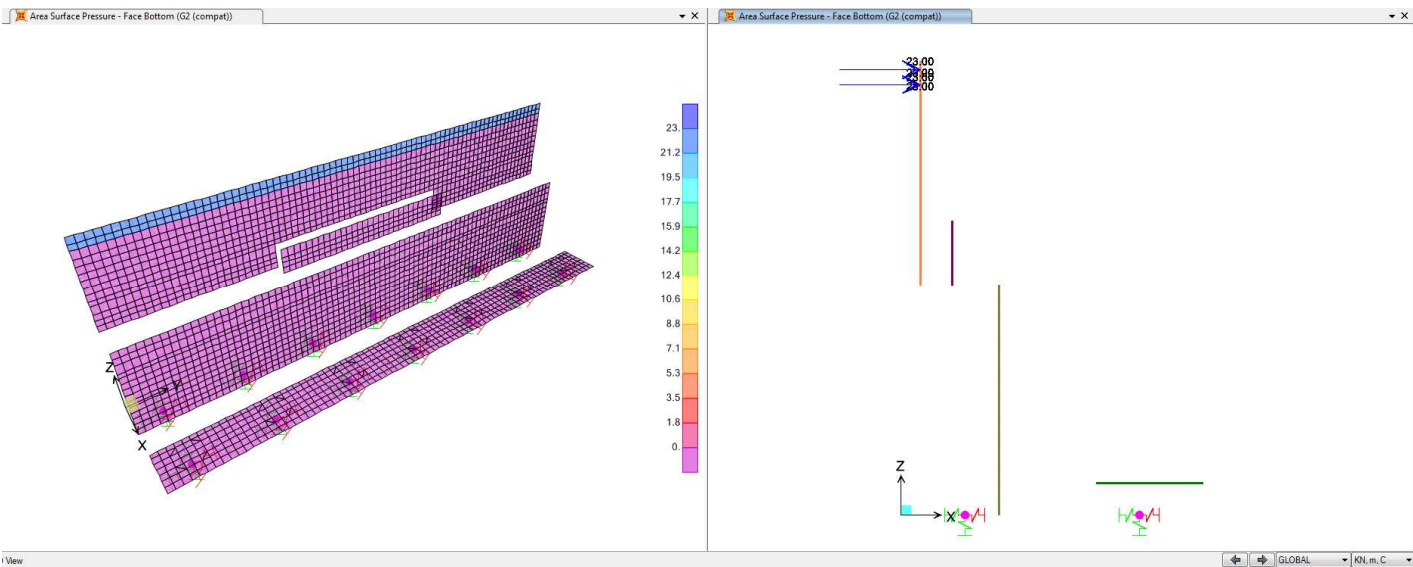 Area Surface Pressure - Face Bottom (G2 (compat))
Z
Y
X
23.
21.2
19.5
17.7
15.9
14.2
12.4
10.6
8.8
7.1
5.3
3.5
1.8
0.
Area Surface Pressure - Face Bottom (G2 (compat))
23.00
23.00
Z
X
View
GLOBAL
KN, m, C